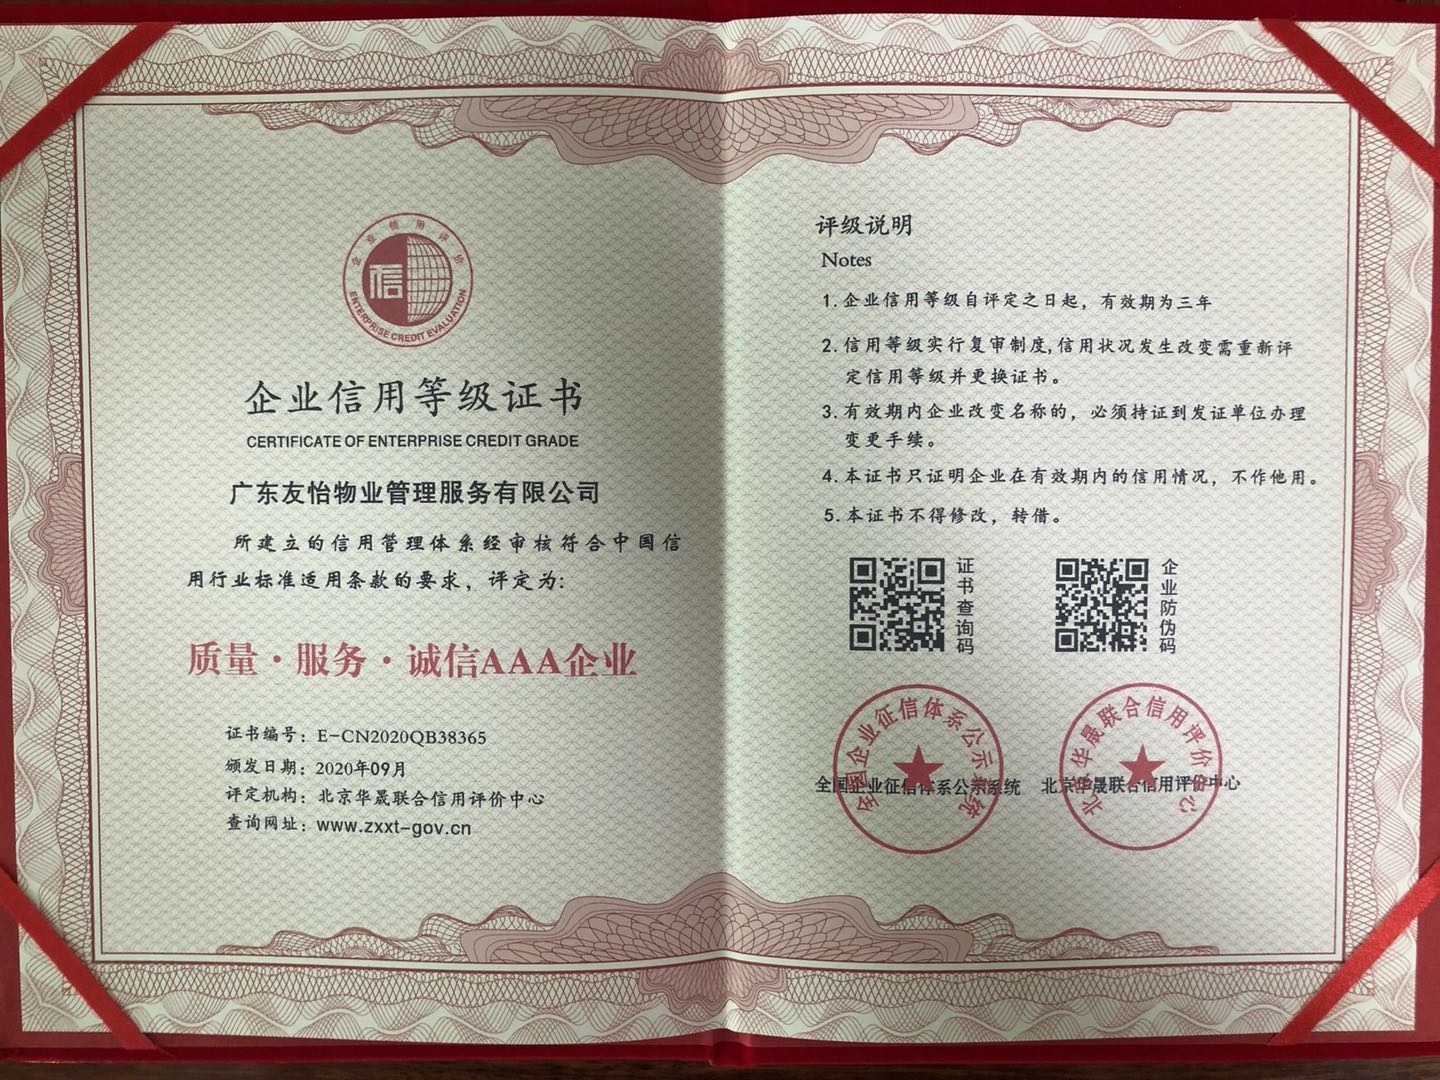 企业信用评价
信
ENTERPRISE CREDIT EVALUATION
企业信用等级证书
CERTIFICATE OF ENTERPRISE CREDIT GRADE
广东友怡物业管理服务有限公司
所建立的信用管理体系经审核符合中国信
用行业标准适用条款的要求，评定为：
质量·服务·诚信AAA企业
证书编号：E-CN2020QB38365
颁发日期：2020年09月
评定机构：北京华晟联合信用评价中心
查询网址：www.zxxt-gov.cn
评级说明
Notes
1.企业信用等级自评定之日起，有效期为三年
2.信用等级实行复审制度,信用状况发生改变需重新评
定信用等级并更换证书。
3.有效期内企业改变名称的，必须持证到发证单位办理
变更手续。
4.本证书只证明企业在有效期内的信用情况，不作他用。
5.本证书不得修改，转借。
证书查询码
企业防伪码
全国企业征信体系公示系统
全国企业征信体系公示系统
北京华晟联合信用评价中心
北京华晟联合信用评价中心